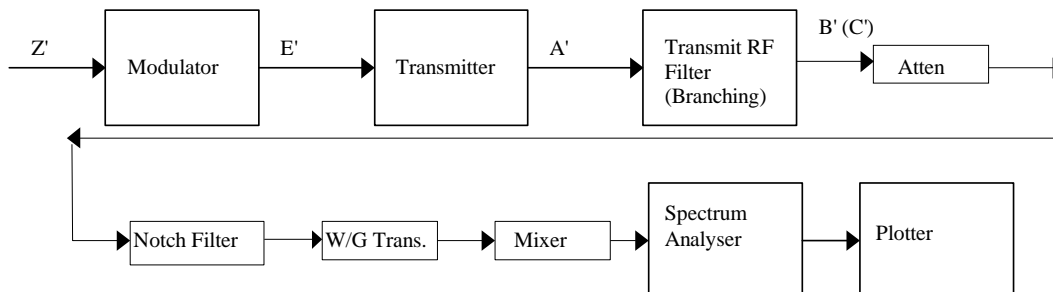 Z'
Modulator
E'
Transmitter
A'
Transmit RF
Filter
(Branching)
B' (C')
Atten
Notch Filter
W/G Trans.
Mixer
Spectrum
Analyser
Plotter